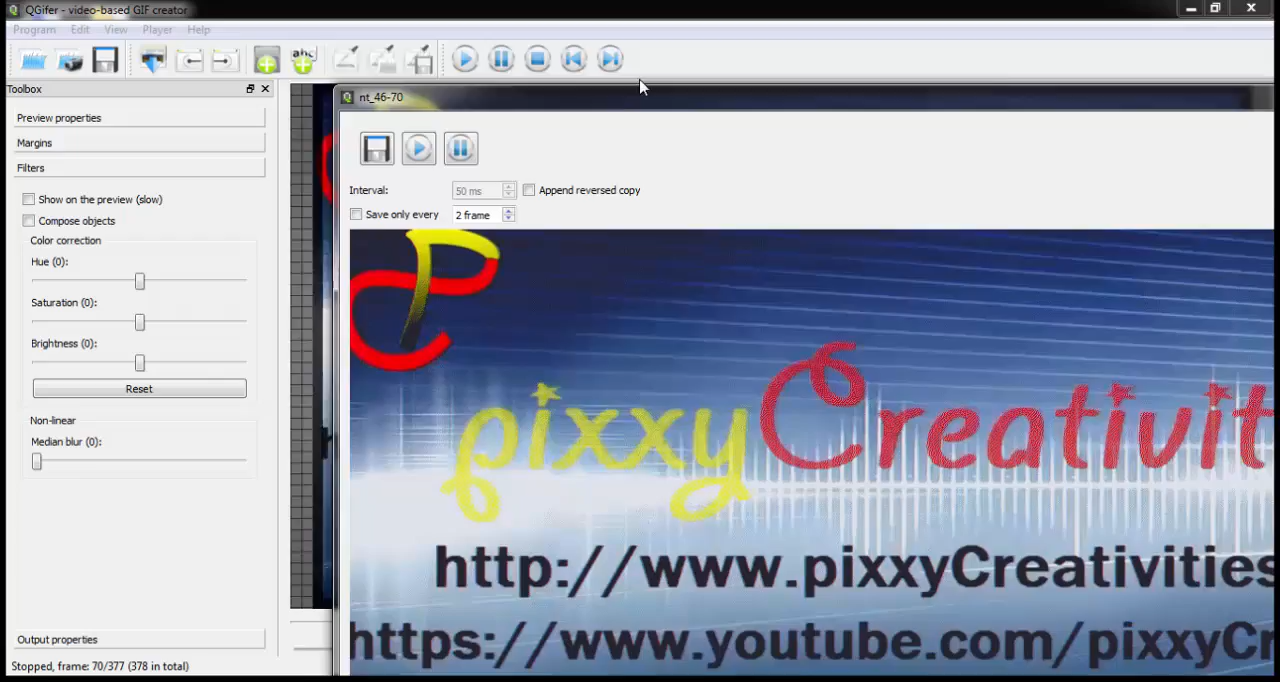 QGifer - video-based GIF creator
Program Edit View Player Help
abc
Toolbox
Preview properties
Margins
Filters
Show on the preview (slow)
Compose objects
Color correction
Hue (0):
Saturation (0):
Brightness (0):
Reset
Non-linear
Median blur (0):
Output properties
Stopped, frame: 70/377 (378 in total)
nt_46-70
Interval: 50 ms Append reversed copy
Save only every 2 frame
pixxyCreativit
http://www.pixxyCreativities
https://www.youtube.com/pixxyCr